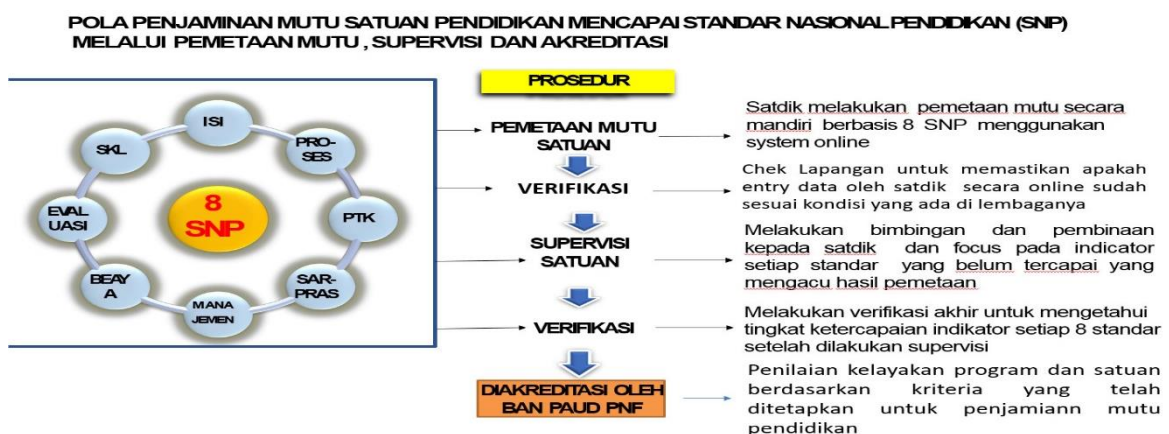 POLA PENJAMINAN MUTU SATUAN PENDIDIKAN MENCAPAI STANDAR NASIONAL PENDIDIKAN (SNP)
MELALUI PEMETAAN MUTU , SUPERVISI DAN AKREDITASI
ISI
PRO-
SES
PTK
SAR-
PRAS
MANA
JEMEN
BEAY
A
EVAL
UASI
SKL
8
SNP
PROSEDUR
PEMETAAN MUTU
SATUAN
Satdik melakukan pemetaan mutu secara
mandiri berbasis 8 SNP menggunakan
system online
VERIFIKASI
Chek Lapangan untuk memastikan apakah
entry data oleh satdik secara online sudah
sesuai kondisi yang ada di lembaganya
SUPERVISI
SATUAN
Melakukan bimbingan dan pembinaan
kepada satdik dan focus pada indicator
setiap standar yang belum tercapai yang
mengacu hasil pemetaan
VERIFIKASI
Melakukan verifikasi akhir untuk mengetahui
tingkat ketercapaian indikator setiap 8 standar
setelah dilakukan supervisi
DIAKREDITASI OLEH
BAN PAUD PNF
Penilaian kelayakan program dan satuan
berdasarkan kriteria yang telah
ditetapkan untuk penjamiann mutu
pendidikan